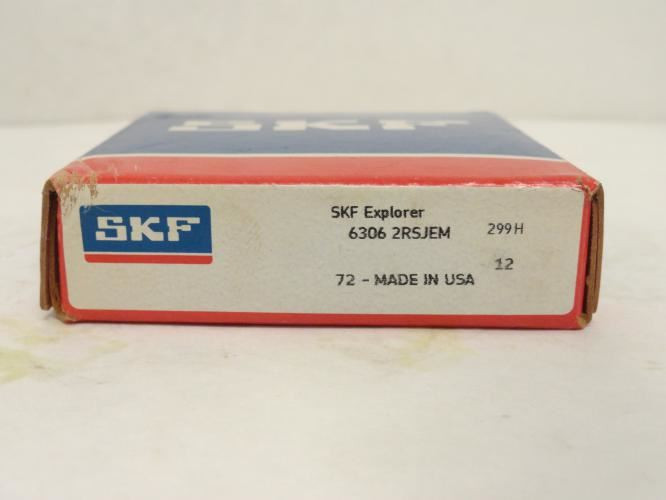 SKF
SKF
SKF Explorer
6306 2RSJEM 299H
12
72 - MADE IN USA